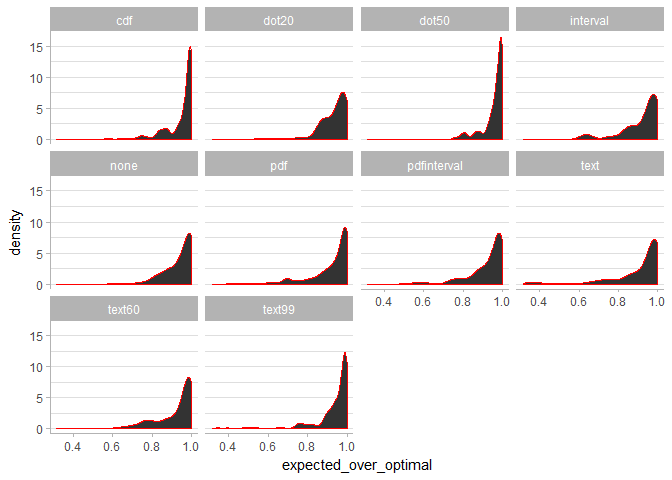 cdf dot20 dot50 interval
15
10
5
0
none pdf pdfinterval text
15
10
5
0
0.4 0.6 0.8 1.0 0.4 0.6 0.8 1.0
text60 text99
15
10
5
0
0.4 0.6 0.8 1.0 0.4 0.6 0.8 1.0
density
expected_over_optimal